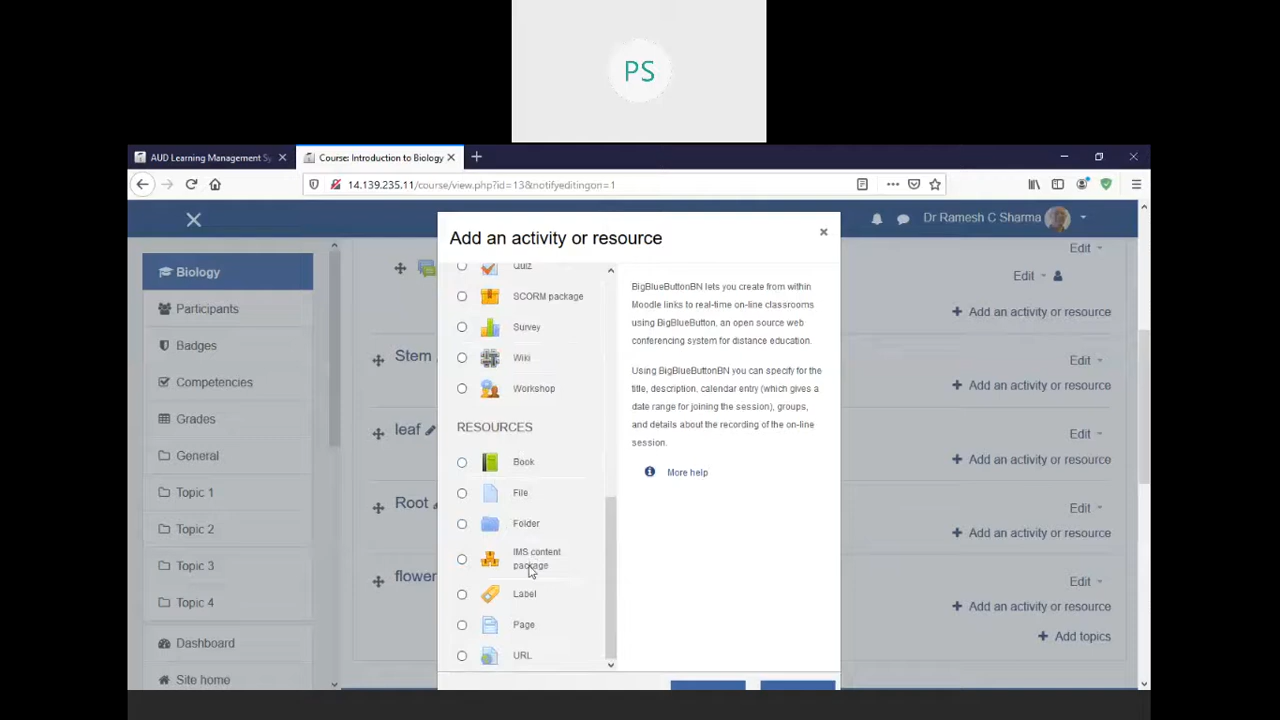 PS
AUD Learning Management Sy
Course: Introduction to Biology
14.139.235.11/course/view.php?id=13&notifyeditingon=1
Dr Ramesh C Sharma
Biology
Participants
Badges
Competencies
Grades
General
Topic 1
Topic 2
Topic 3
Topic 4
Dashboard
Site home
Edit
Edit
Add an activity or resource
Stem
Edit
Add an activity or resource
leaf
Edit
Add an activity or resource
Root
Edit
Add an activity or resource
flower
Edit
Add an activity or resource
Add topics
Add an activity or resource
Quiz
SCORM package
Survey
Wiki
Workshop
RESOURCES
Book
File
Folder
IMS content
package
Label
Page
URL
BigBlueButtonBN lets you create from within
Moodle links to real-time on-line classrooms
using BigBlueButton, an open source web
conferencing system for distance education.
Using BigBlueButtonBN you can specify for the
title, description, calendar entry (which gives a
date range for joining the session), groups,
and details about the recording of the on-line
session.
More help